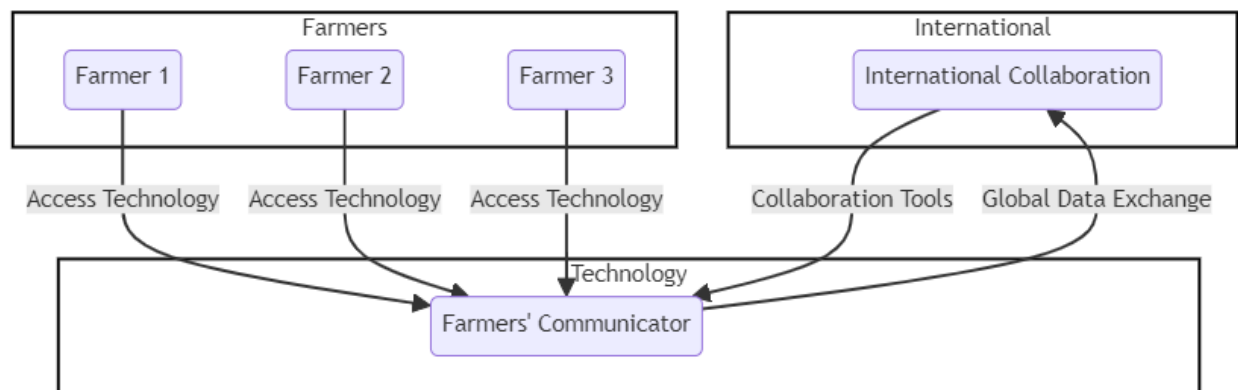 Farmers
International
Farmer 1
Farmer 2
Farmer 3
International Collaboration
Access Technology
Access Technology
Access Technology
Collaboration Tools
Global Data Exchange
Technology
Farmers' Communicator